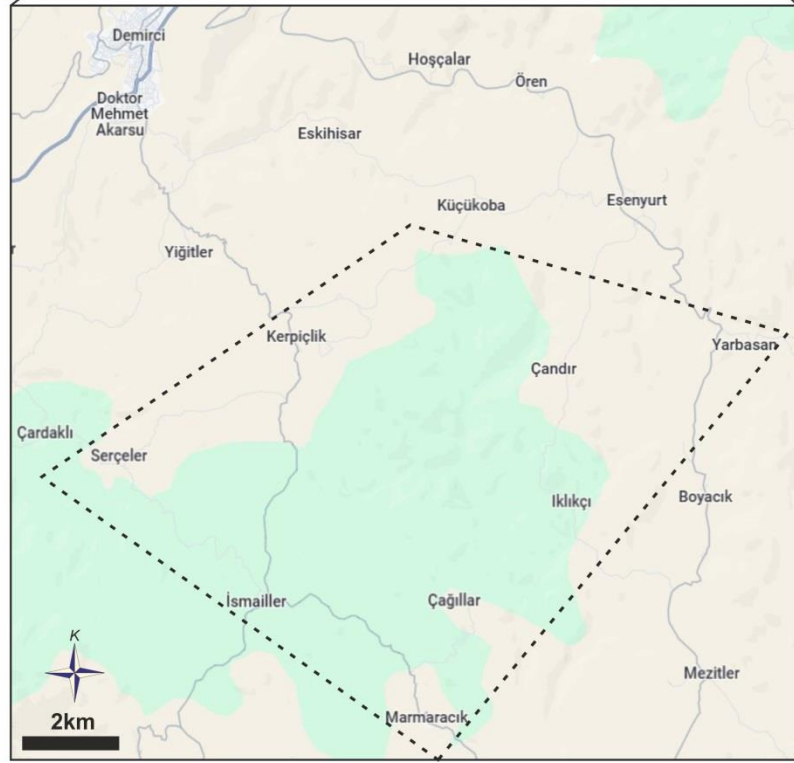 Demirci
Hoşçalar
Ören
Doktor
Mehmet
Akarsu
Eskihisar
Küçükoba
Esenyurt
r
Yiğitler
Kerpiçlik
Yarbasan
Çandır
Çardaklı
Serçeler
Iklıkçı
Boyacık
İsmailler
Çağıllar
K
Mezitler
2km
Marmaracık